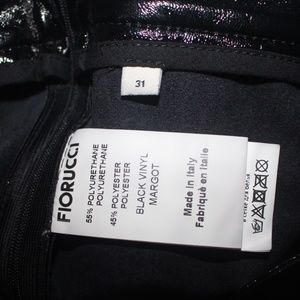 31
FIORUCCI
55% POLYURETHANE
POLYURETHANE
45% POLYESTER
POLYESTER
BLACK VINYL
MARGOT
Made in Italy
Fabriqué en Italie